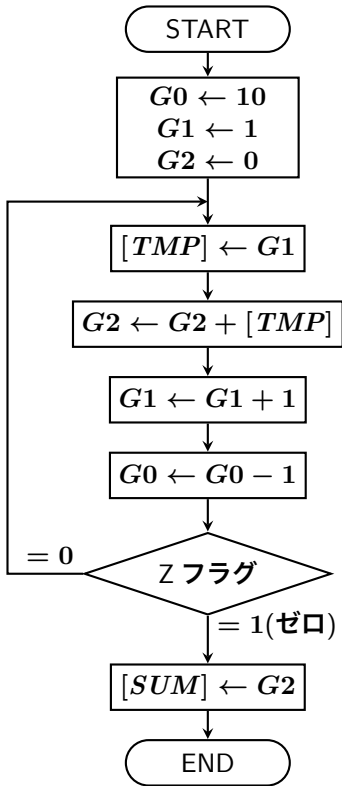 START
G0 ← 10
G1 ← 1
G2 ← 0
[TMP] ← G1
G2 ← G2 + [TMP]
G1 ← G1 + 1
G0 ← G0 − 1
= 0
Z フラグ
= 1(ゼロ)
[SUM] ← G2
END